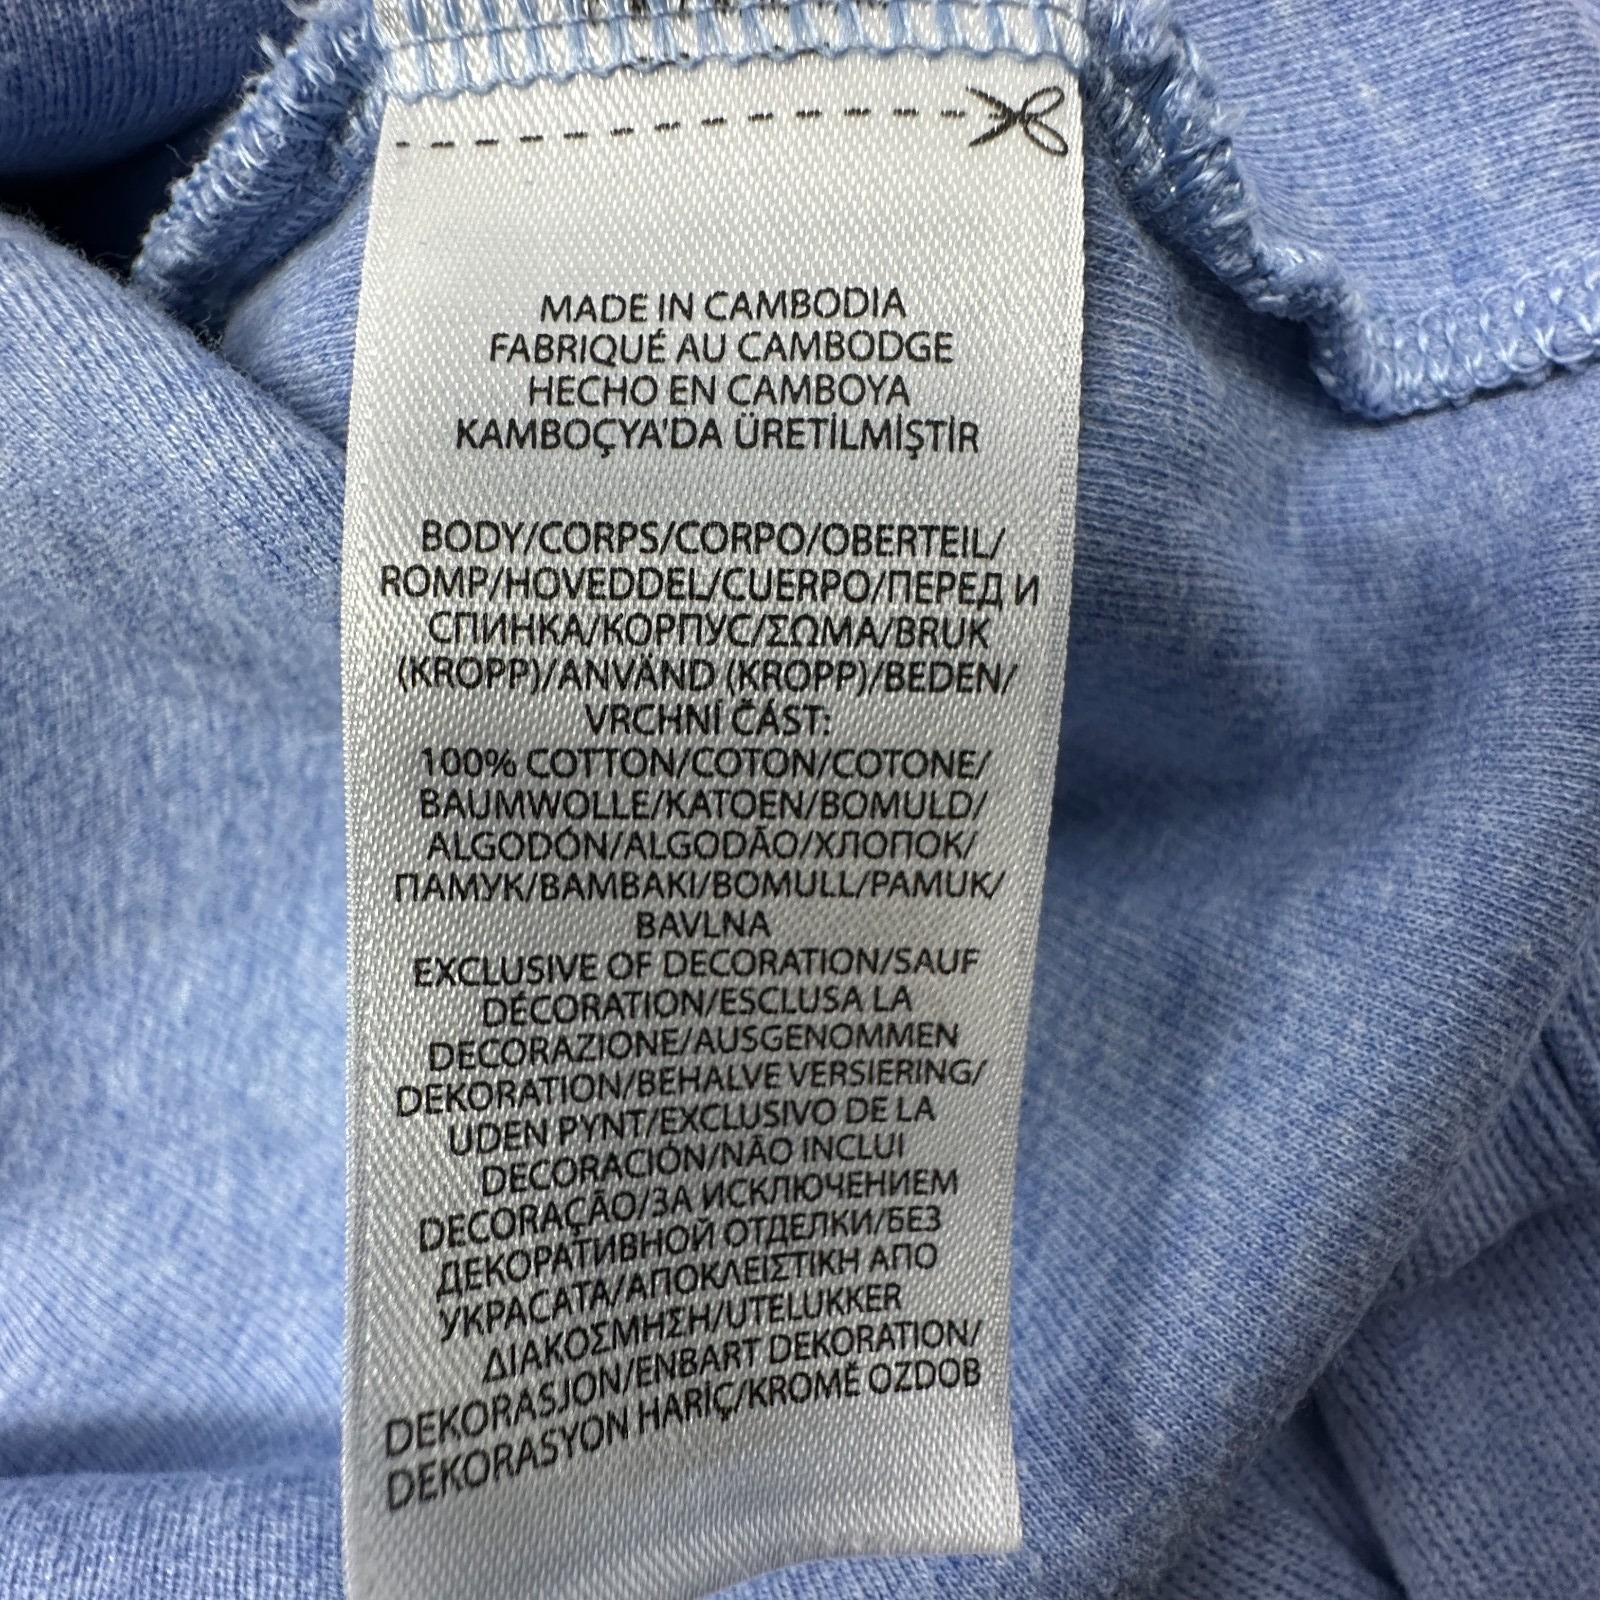 MADE IN CAMBODIA
FABRIQUÉ AU CAMBODGE
HECHO EN CAMBOYA
KAMBOÇYA'DA ÜRETİLMİŞTİR
BODY/CORPS/CORPO/OBERTEIL/
ROMP/HOVEDDEL/CUERPO/ПЕРЕД И
СПИНКА/КОРПУС/ΣΩΜΑ/BRUK
(KROPP)/ANVÄND (KROPP)/BEDEN/
VRCHNÍ ČÁST:
100% COTTON/COTON/COTONE/
BAUMWOLLE/KATOEN/BOMULD/
ALGODÓN/ALGODÃO/ХЛОПОК/
ПАМУК/BAMBAKI/BOMULL/PAMUK/
BAVLNA
EXCLUSIVE OF DECORATION/SAUF
DÉCORATION/ESCLUSA LA
DECORAZIONE/AUSGENOMMEN
DEKORATION/BEHALVE VERSIERING/
UDEN PYNT/EXCLUSIVO DE LA
DECORACIÓN/NÃO INCLUI
DECORAÇÃO/ЗА ИСКЛЮЧЕНИЕМ
ДЕКОРАТИВНОЙ ОТДЕЛКИ/БЕЗ
УКРАСАТА/ΑΠΟΚΛΕΙΣΤΙΚΗ ΑΠΟ
ΔΙΑΚΟΣΜΗΣΗ/UTELUKKER
DEKORASJON/ENBART DEKORATION/
DEKORASYON HARİÇ/KROMÉ OZDOB